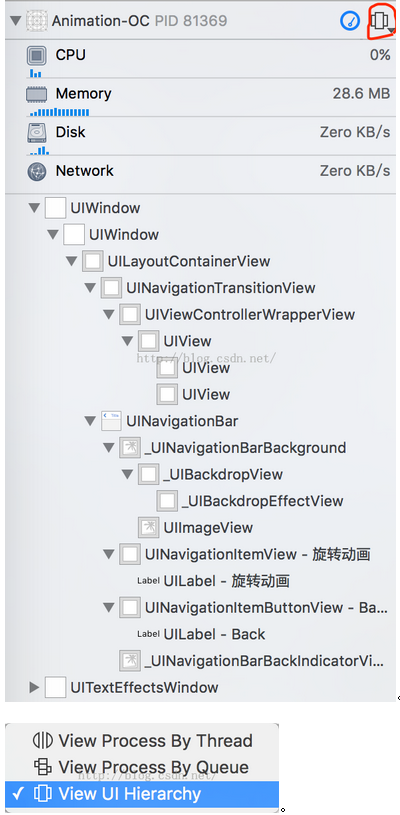 Animation-OC PID 81369
CPU 0%
Memory 28.6 MB
Disk Zero KB/s
Network Zero KB/s
UIWindow
UIWindow
UILayoutContainerView
UINavigationTransitionView
UIViewControllerWrapperView
UIView
http://blog.csdn.net/
UIView
UIView
UINavigationBar
_UINavigationBarBackground
_UIBackdropView
_UIBackdropEffectView
UIImageView
UINavigationItemView - 旋转动画
Label UILabel - 旋转动画
UINavigationItemButtonView - Ba...
Label UILabel - Back
_UINavigationBarBackIndicatorVi...
UITextEffectsWindow
View Process By Thread
View Process By Queue
http://blog.csdn.net/
View UI Hierarchy